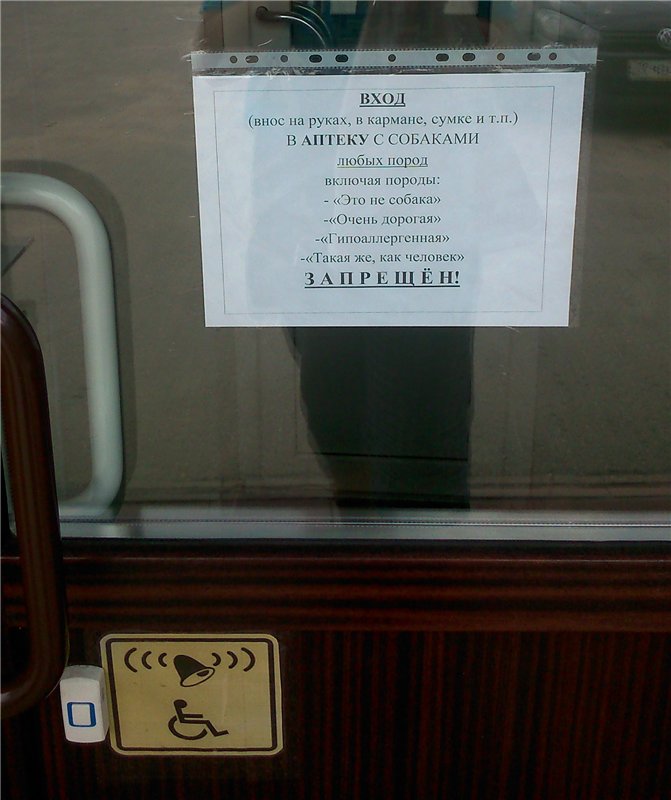 ВХОД
(внос на руках, в кармане, сумке и т.п.)
В АПТЕКУ С СОБАКАМИ
любых пород
включая породы:
- «Это не собака»
-«Очень дорогая»
-«Гипоаллергенная»
-«Такая же, как человек»
З А П Р Е Щ Ё Н!